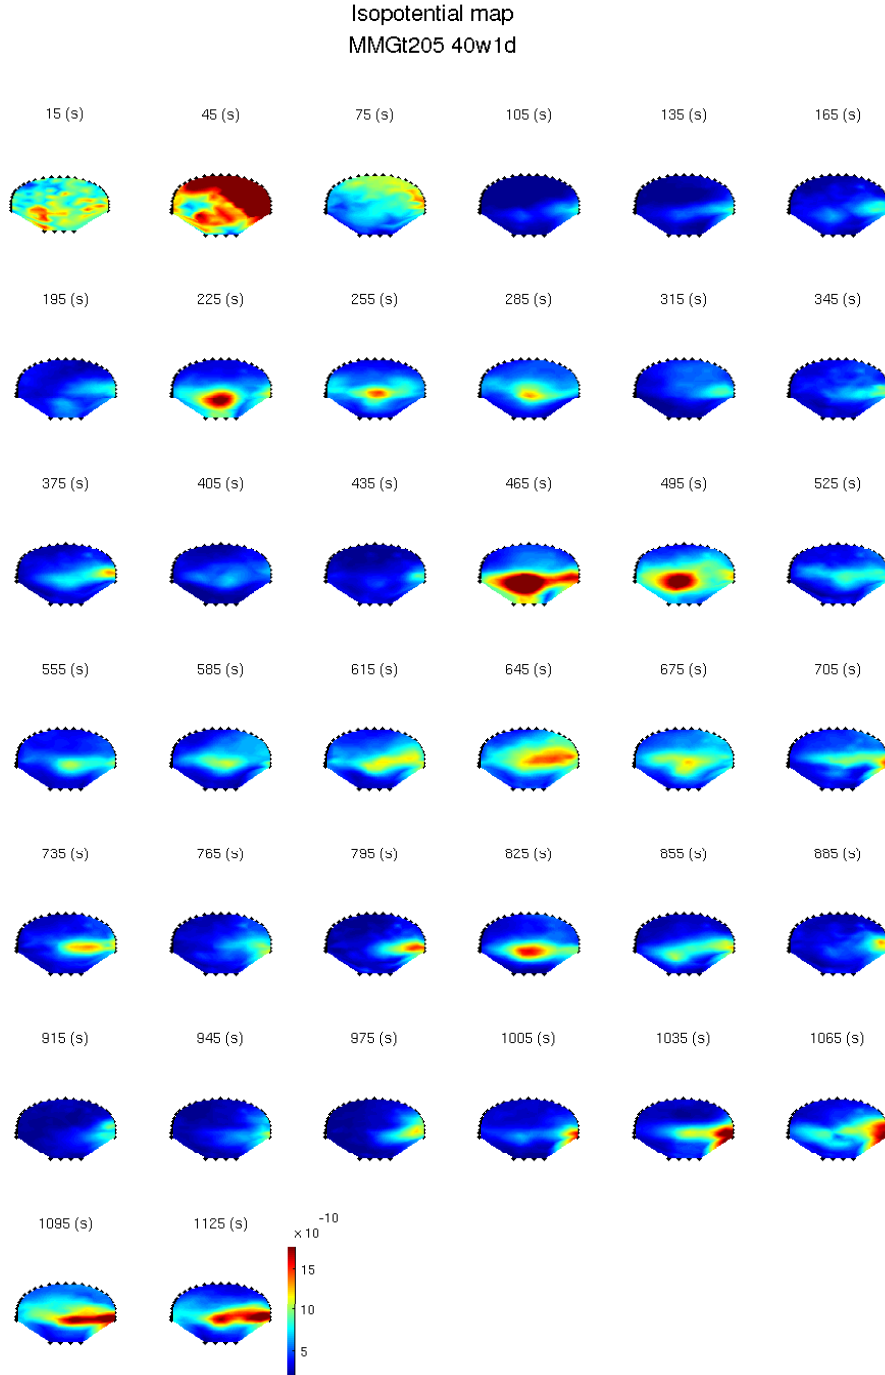 Isopotential map
MMGt205 40w1d
15 (s) 45 (s) 75 (s) 105 (s) 135 (s) 165 (s)
195 (s) 225 (s) 255 (s) 285 (s) 315 (s) 345 (s)
375 (s) 405 (s) 435 (s) 465 (s) 495 (s) 525 (s)
555 (s) 585 (s) 615 (s) 645 (s) 675 (s) 705 (s)
735 (s) 765 (s) 795 (s) 825 (s) 855 (s) 885 (s)
915 (s) 945 (s) 975 (s) 1005 (s) 1035 (s) 1065 (s)
1095 (s) 1125 (s) ×10⁻¹⁰
15
10
5